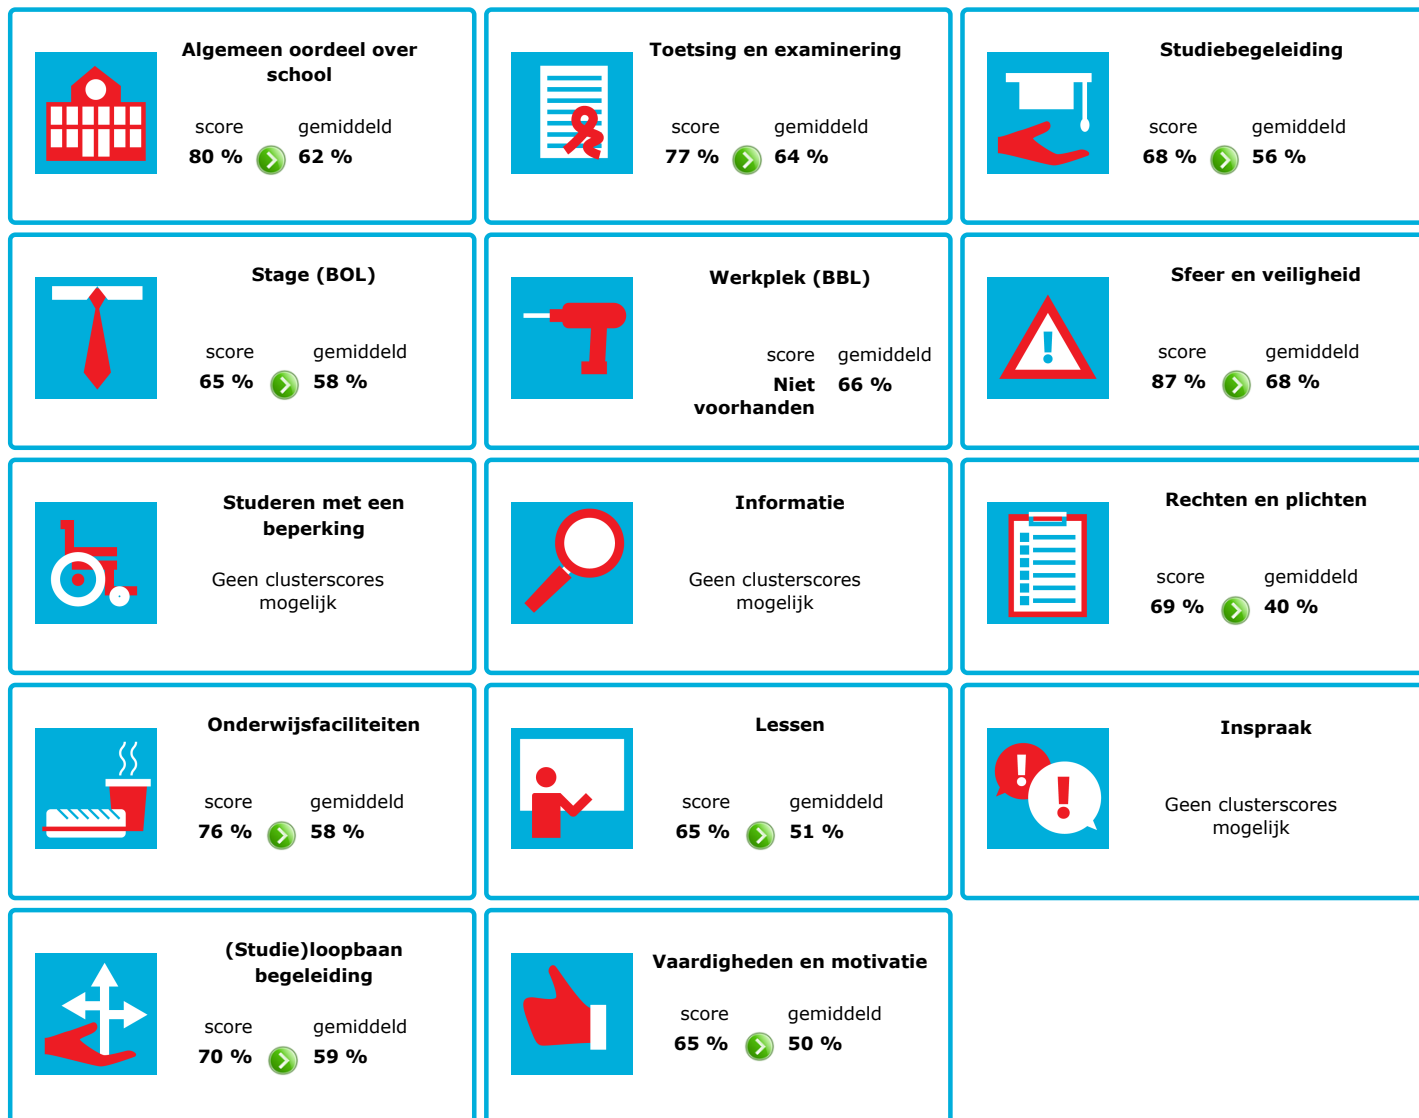 Algemeen oordeel over
school
score gemiddeld
80 % 62 %
Toetsing en examinering
score gemiddeld
77 % 64 %
Studiebegeleiding
score gemiddeld
68 % 56 %
Stage (BOL)
score gemiddeld
65 % 58 %
Werkplek (BBL)
score gemiddeld
Niet 66 %
voorhanden
Sfeer en veiligheid
score gemiddeld
87 % 68 %
Studeren met een
beperking
Geen clusterscores
mogelijk
Informatie
Geen clusterscores
mogelijk
Rechten en plichten
score gemiddeld
69 % 40 %
Onderwijsfaciliteiten
score gemiddeld
76 % 58 %
Lessen
score gemiddeld
65 % 51 %
Inspraak
Geen clusterscores
mogelijk
(Studie)loopbaan
begeleiding
score gemiddeld
70 % 59 %
Vaardigheden en motivatie
score gemiddeld
65 % 50 %